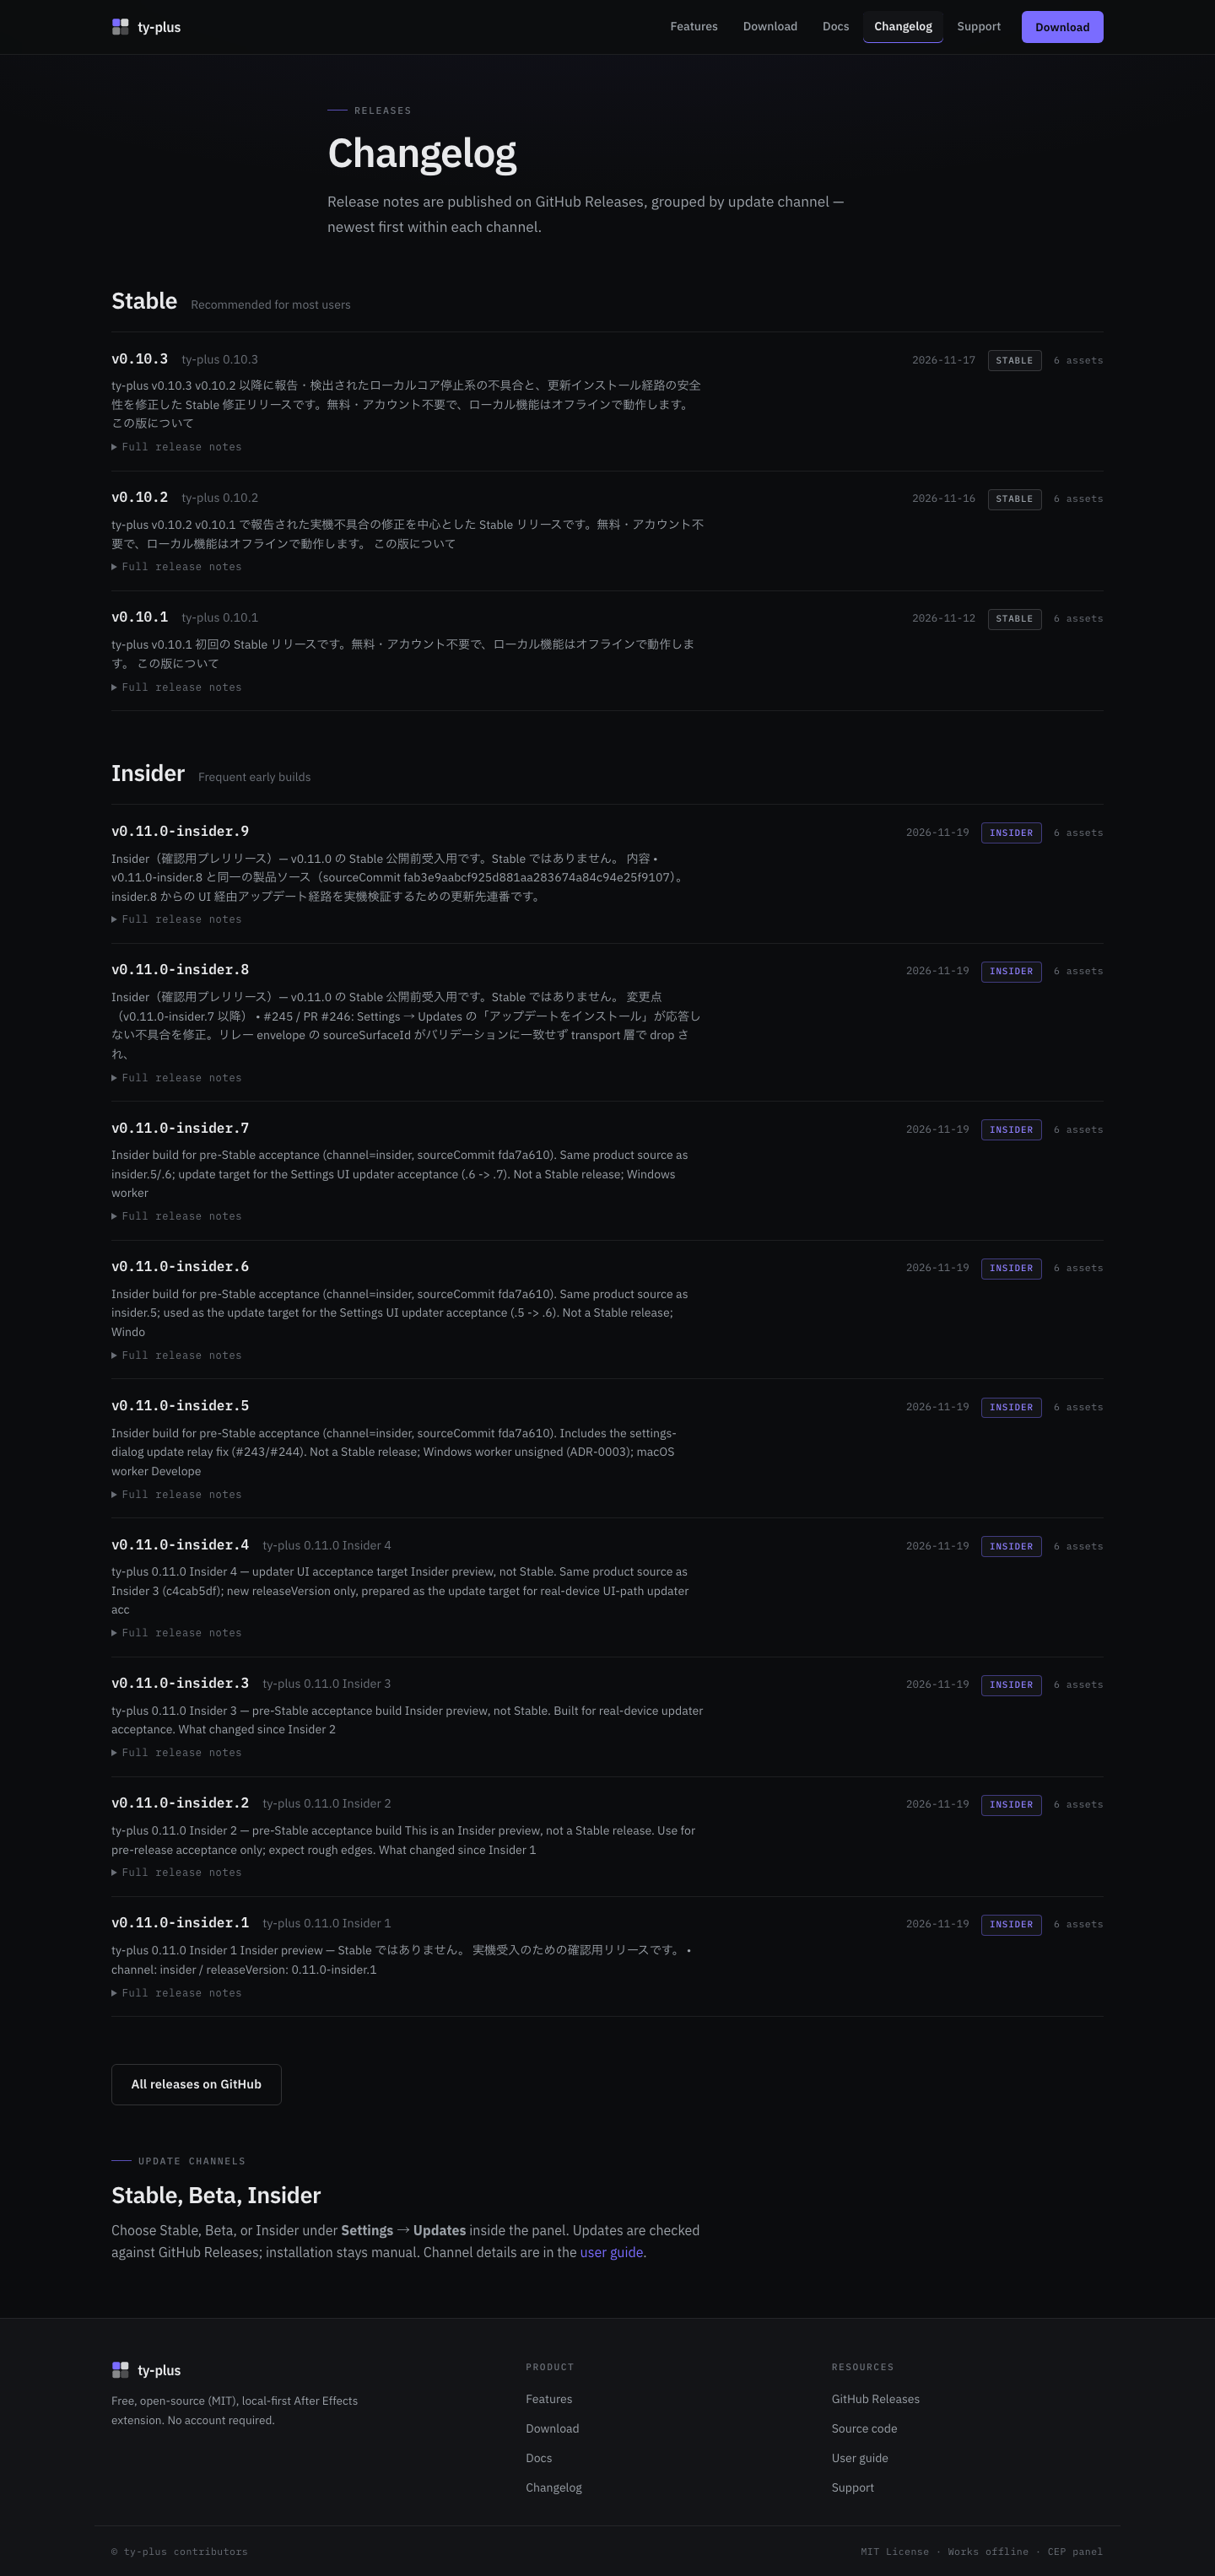 ty-plus
Features
Download
Docs
Changelog
Support
Download
RELEASES
Changelog
Release notes are published on GitHub Releases, grouped by update channel —
newest first within each channel.
Stable Recommended for most users
v0.10.3 ty-plus 0.10.3 2026-11-17 STABLE 6 assets
ty-plus v0.10.3 v0.10.2 以降に報告・検出されたローカルコア停止系の不具合と、更新インストール経路の安全
性を修正した Stable 修正リリースです。無料・アカウント不要で、ローカル機能はオフラインで動作します。
この版について
Full release notes
v0.10.2 ty-plus 0.10.2 2026-11-16 STABLE 6 assets
ty-plus v0.10.2 v0.10.1 で報告された実機不具合の修正を中心とした Stable リリースです。無料・アカウント不
要で、ローカル機能はオフラインで動作します。 この版について
Full release notes
v0.10.1 ty-plus 0.10.1 2026-11-12 STABLE 6 assets
ty-plus v0.10.1 初回の Stable リリースです。無料・アカウント不要で、ローカル機能はオフラインで動作しま
す。 この版について
Full release notes
Insider Frequent early builds
v0.11.0-insider.9 2026-11-19 INSIDER 6 assets
Insider（確認用プレリリース）— v0.11.0 の Stable 公開前受入用です。Stable ではありません。 内容 •
v0.11.0-insider.8 と同一の製品ソース（sourceCommit fab3e9aabcf925d881aa283674a84c94e25f9107）。
insider.8 からの UI 経由アップデート経路を実機検証するための更新先連番です。
Full release notes
v0.11.0-insider.8 2026-11-19 INSIDER 6 assets
Insider（確認用プレリリース）— v0.11.0 の Stable 公開前受入用です。Stable ではありません。 変更点
（v0.11.0-insider.7 以降） • #245 / PR #246: Settings → Updates の「アップデートをインストール」が応答し
ない不具合を修正。リレー envelope の sourceSurfaceId がバリデーションに一致せず transport 層で drop さ
れ、
Full release notes
v0.11.0-insider.7 2026-11-19 INSIDER 6 assets
Insider build for pre-Stable acceptance (channel=insider, sourceCommit fda7a610). Same product source as
insider.5/.6; update target for the Settings UI updater acceptance (.6 -> .7). Not a Stable release; Windows
worker
Full release notes
v0.11.0-insider.6 2026-11-19 INSIDER 6 assets
Insider build for pre-Stable acceptance (channel=insider, sourceCommit fda7a610). Same product source as
insider.5; used as the update target for the Settings UI updater acceptance (.5 -> .6). Not a Stable release;
Windo
Full release notes
v0.11.0-insider.5 2026-11-19 INSIDER 6 assets
Insider build for pre-Stable acceptance (channel=insider, sourceCommit fda7a610). Includes the settings-
dialog update relay fix (#243/#244). Not a Stable release; Windows worker unsigned (ADR-0003); macOS
worker Develope
Full release notes
v0.11.0-insider.4 ty-plus 0.11.0 Insider 4 2026-11-19 INSIDER 6 assets
ty-plus 0.11.0 Insider 4 — updater UI acceptance target Insider preview, not Stable. Same product source as
Insider 3 (c4cab5df); new releaseVersion only, prepared as the update target for real-device UI-path updater
acc
Full release notes
v0.11.0-insider.3 ty-plus 0.11.0 Insider 3 2026-11-19 INSIDER 6 assets
ty-plus 0.11.0 Insider 3 — pre-Stable acceptance build Insider preview, not Stable. Built for real-device updater
acceptance. What changed since Insider 2
Full release notes
v0.11.0-insider.2 ty-plus 0.11.0 Insider 2 2026-11-19 INSIDER 6 assets
ty-plus 0.11.0 Insider 2 — pre-Stable acceptance build This is an Insider preview, not a Stable release. Use for
pre-release acceptance only; expect rough edges. What changed since Insider 1
Full release notes
v0.11.0-insider.1 ty-plus 0.11.0 Insider 1 2026-11-19 INSIDER 6 assets
ty-plus 0.11.0 Insider 1 Insider preview — Stable ではありません。 実機受入のための確認用リリースです。 •
channel: insider / releaseVersion: 0.11.0-insider.1
Full release notes
All releases on GitHub
UPDATE CHANNELS
Stable, Beta, Insider
Choose Stable, Beta, or Insider under Settings → Updates inside the panel. Updates are checked
against GitHub Releases; installation stays manual. Channel details are in the user guide.
ty-plus
Free, open-source (MIT), local-first After Effects
extension. No account required.
PRODUCT
Features
Download
Docs
Changelog
RESOURCES
GitHub Releases
Source code
User guide
Support
© ty-plus contributors
MIT License · Works offline · CEP panel